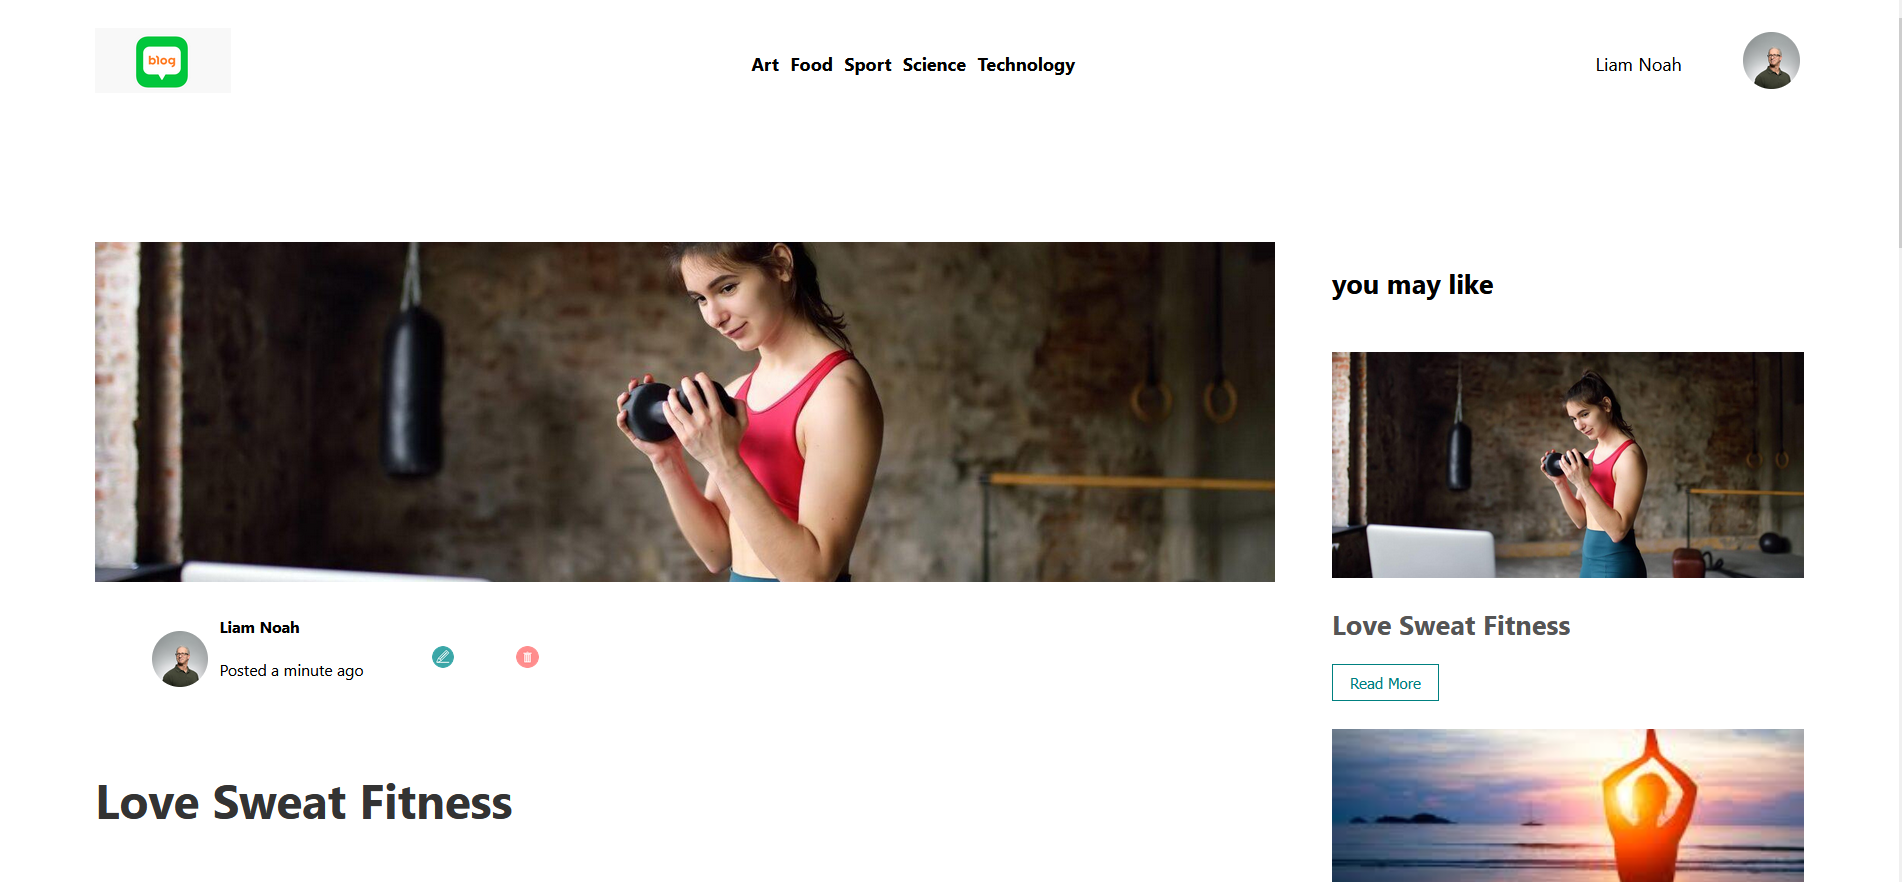 blog
Art Food Sport Science Technology
Liam Noah
you may like
Liam Noah
Posted a minute ago
Love Sweat Fitness
Read More
Love Sweat Fitness